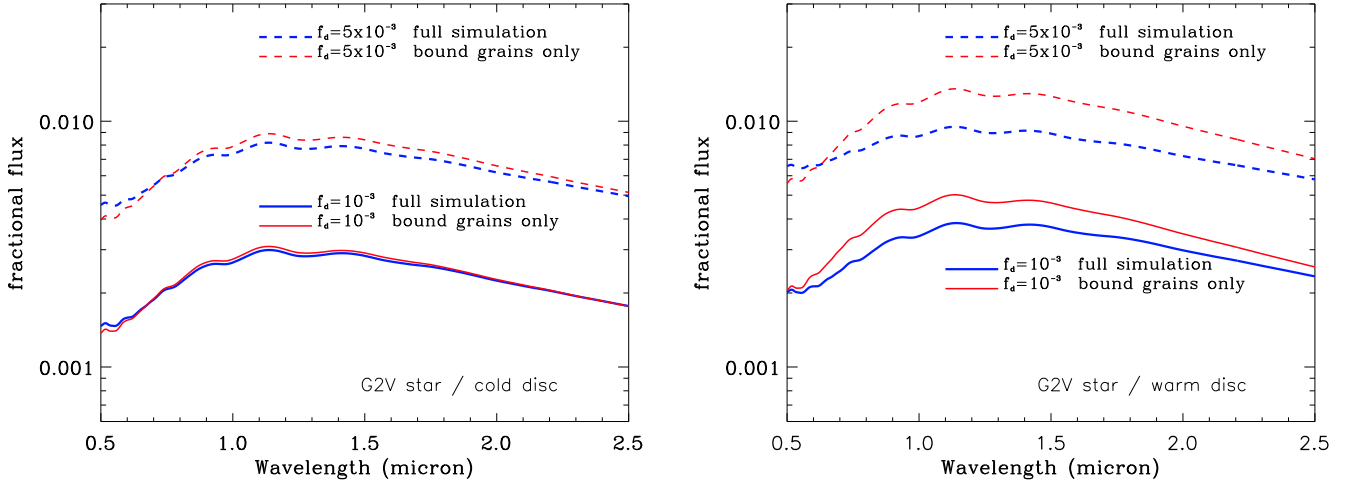 f_d=5x10⁻³ full simulation
f_d=5x10⁻³ bound grains only
0.010
fractional flux
f_d=10⁻³ full simulation
f_d=10⁻³ bound grains only
0.001
G2V star / cold disc
0.5 1.0 1.5 2.0 2.5
Wavelength (micron)
f_d=5x10⁻³ full simulation
f_d=5x10⁻³ bound grains only
0.010
fractional flux
f_d=10⁻³ full simulation
f_d=10⁻³ bound grains only
0.001
G2V star / warm disc
0.5 1.0 1.5 2.0 2.5
Wavelength (micron)